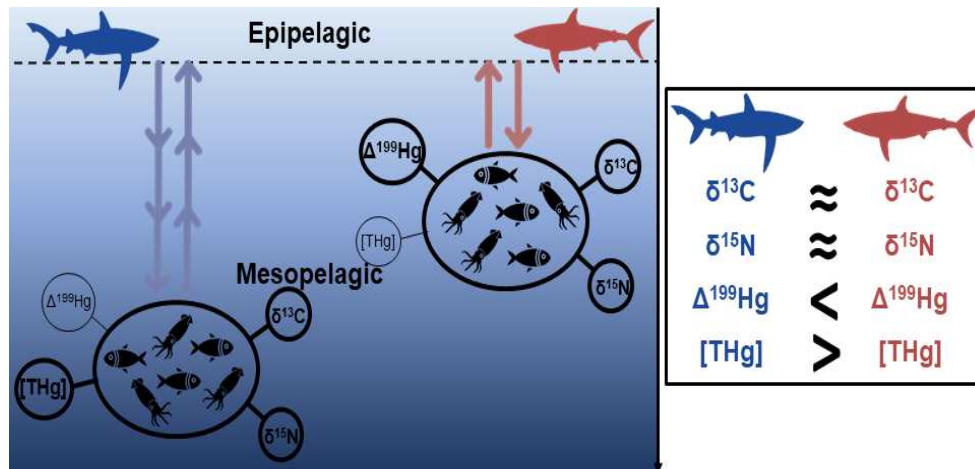 Epipelagic
Δ¹⁹⁹Hg
δ¹³C
[THg]
δ¹⁵N
Mesopelagic
Δ¹⁹⁹Hg
δ¹³C
[THg]
δ¹⁵N
δ¹³C ≈ δ¹³C
δ¹⁵N ≈ δ¹⁵N
Δ¹⁹⁹Hg < Δ¹⁹⁹Hg
[THg] > [THg]